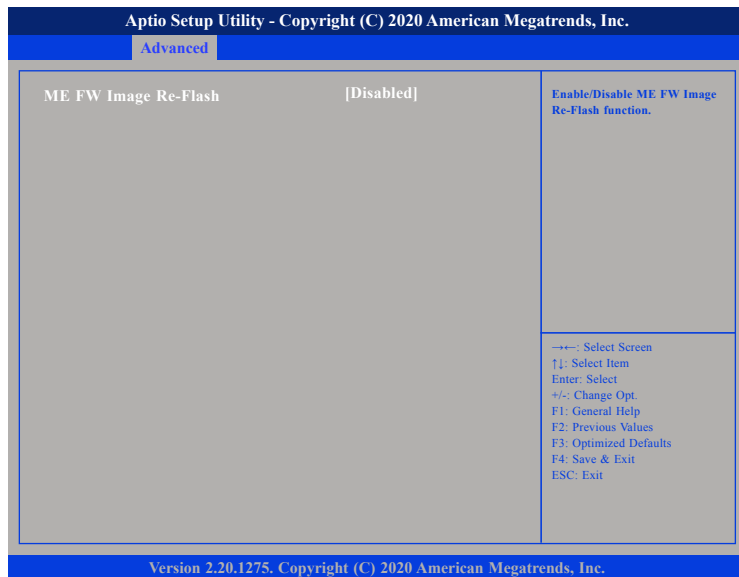 Aptio Setup Utility - Copyright (C) 2020 American Megatrends, Inc.
Advanced
ME FW Image Re-Flash [Disabled]
Enable/Disable ME FW Image
Re-Flash function.
→←: Select Screen
↑↓: Select Item
Enter: Select
+/-: Change Opt.
F1: General Help
F2: Previous Values
F3: Optimized Defaults
F4: Save & Exit
ESC: Exit
Version 2.20.1275. Copyright (C) 2020 American Megatrends, Inc.